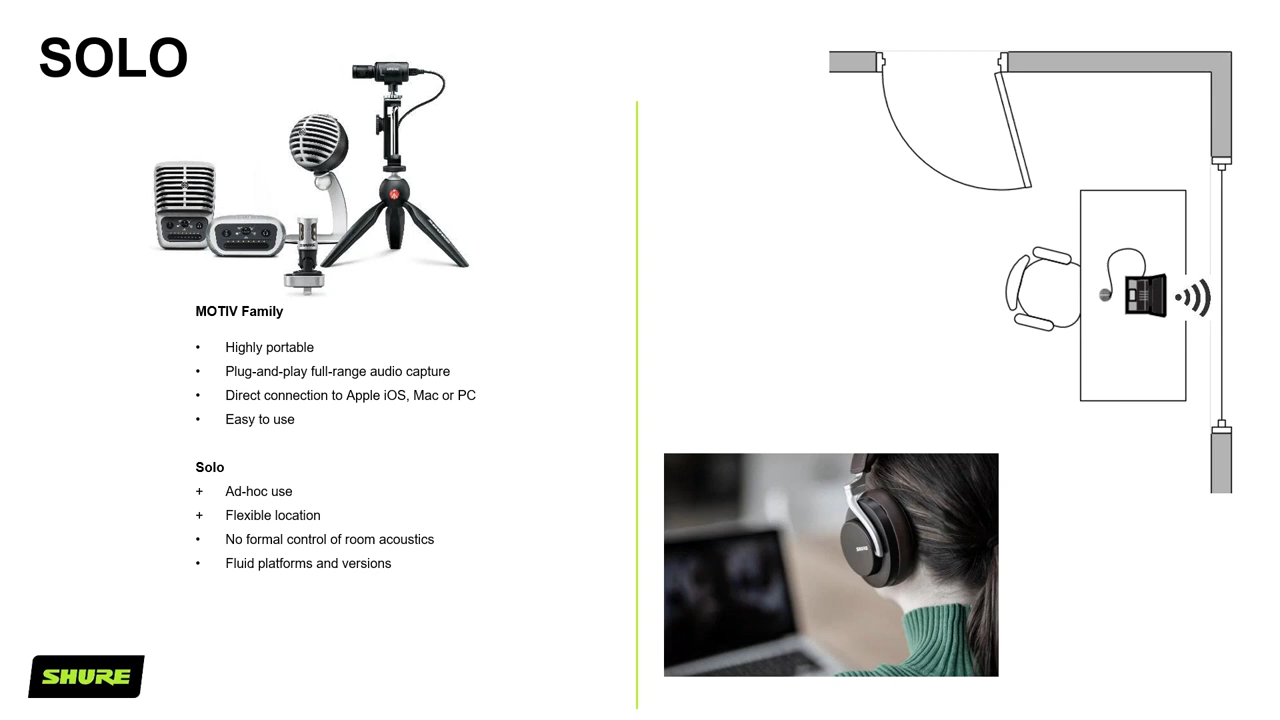 SOLO
MOTIV Family
• Highly portable
• Plug-and-play full-range audio capture
• Direct connection to Apple iOS, Mac or PC
• Easy to use
Solo
+ Ad-hoc use
+ Flexible location
• No formal control of room acoustics
• Fluid platforms and versions
SHURE
SHURE